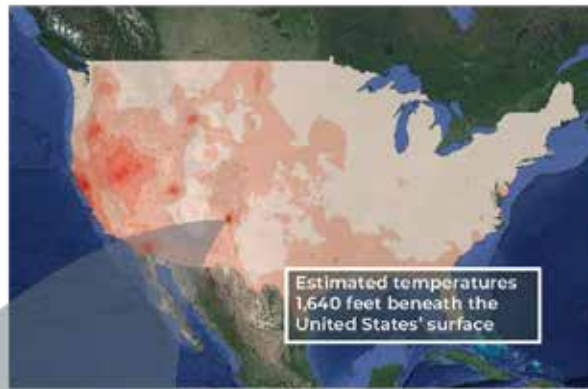 Estimated temperatures
1,640 feet beneath the
United States' surface